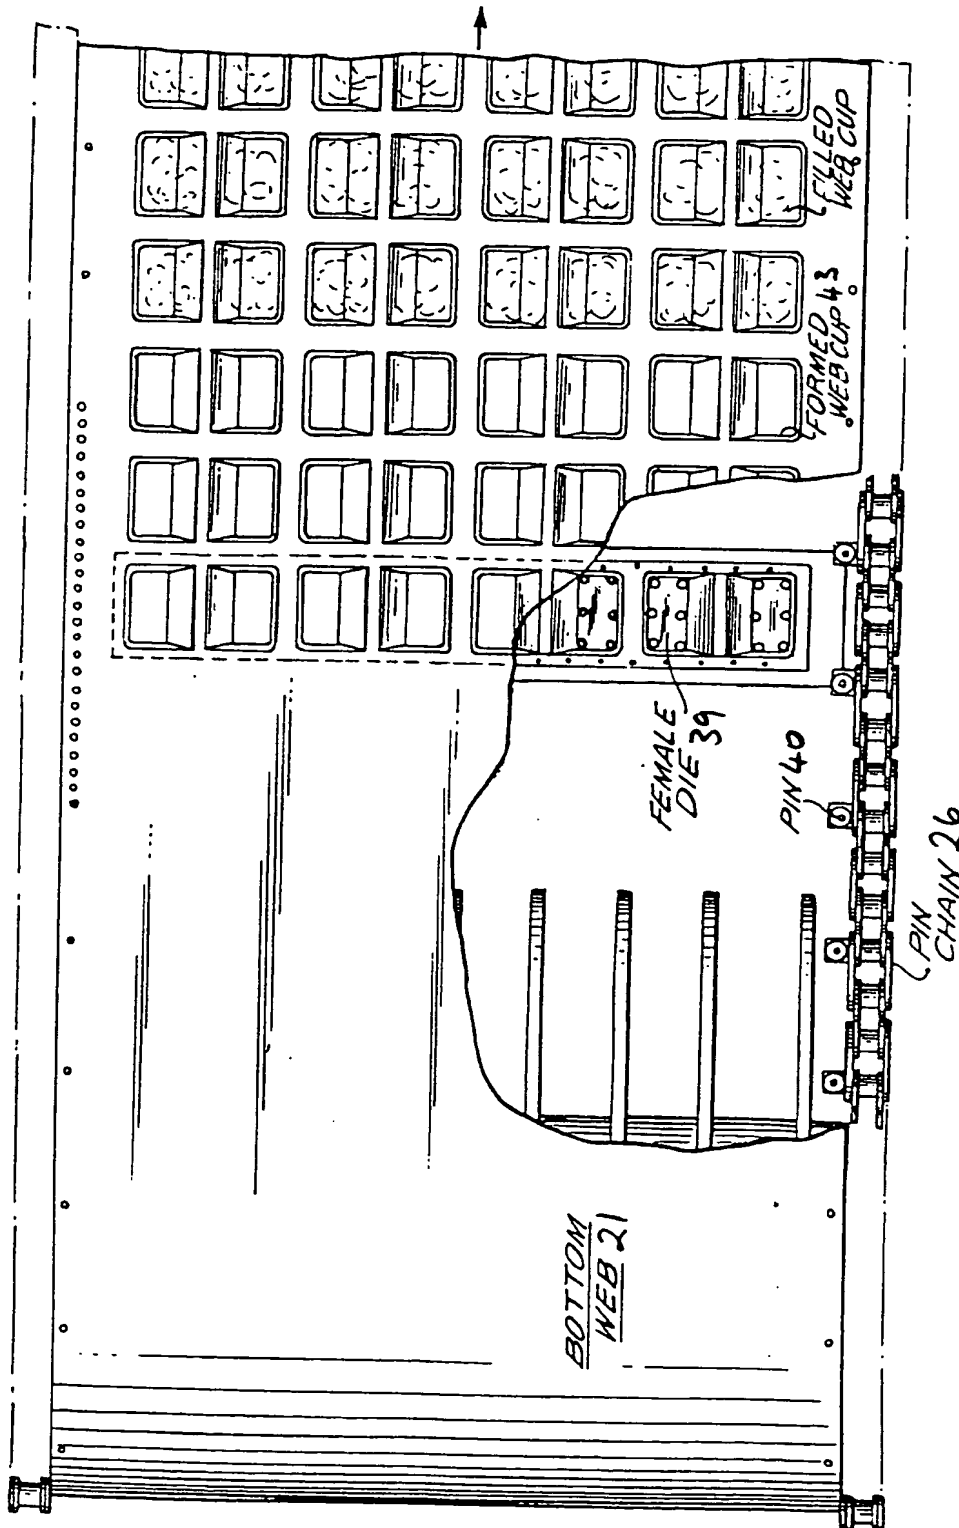 BOTTOM
WEB 21
PIN
CHAIN 26
PIN 40
FEMALE
DIE 39
FORMED
WEB CUP 43
FILLED
WEB CUP